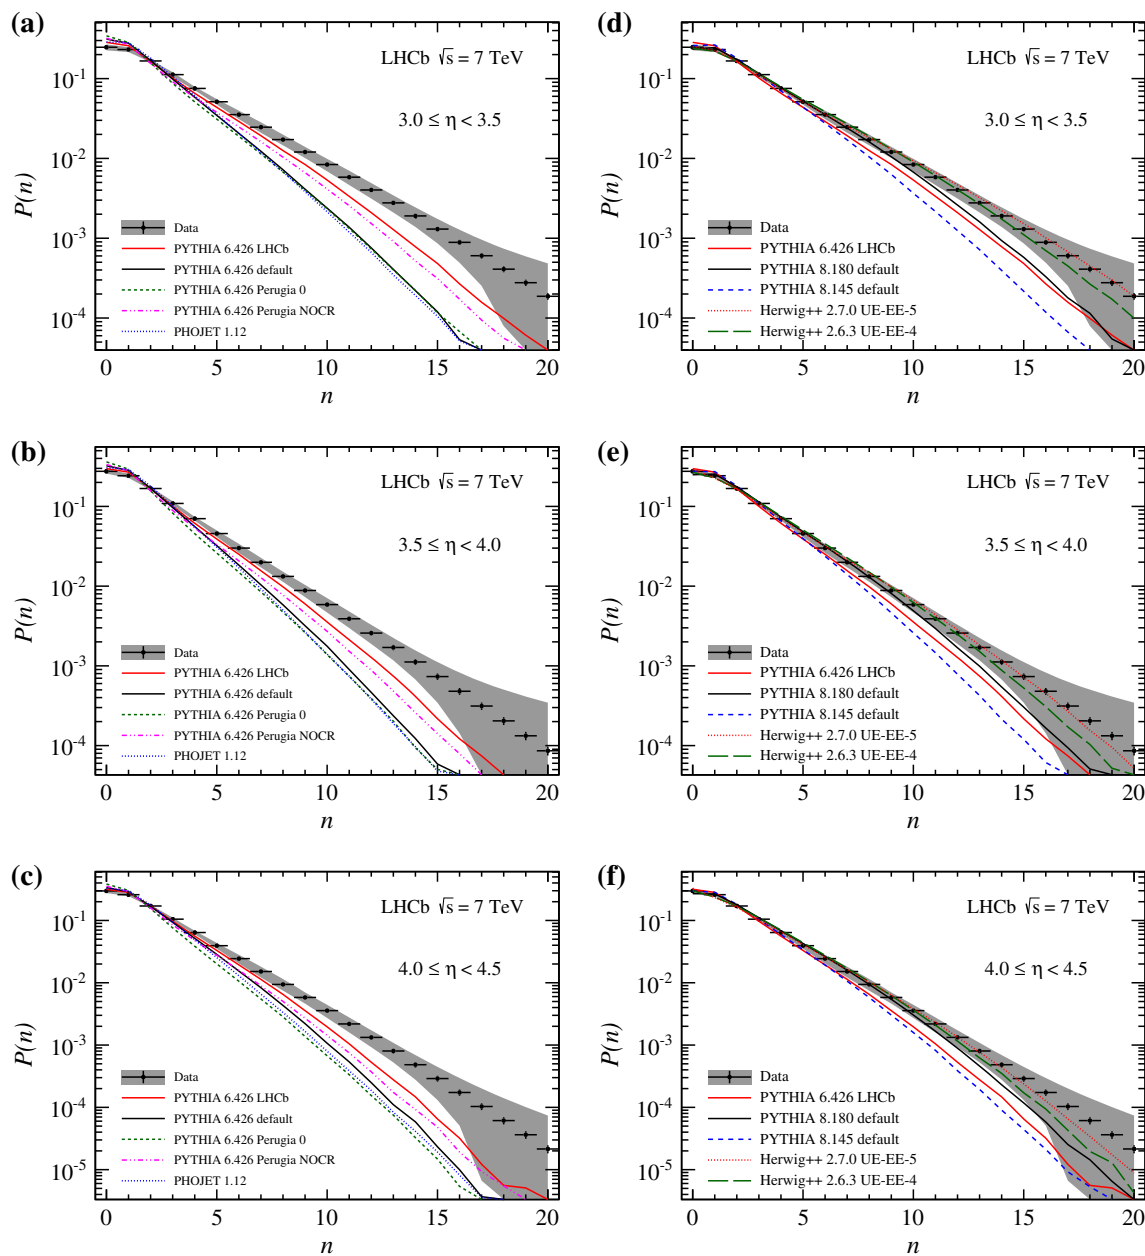 (a)
LHCb √s = 7 TeV
3.0 ≤ η < 3.5
P(n)
10⁻¹
10⁻²
10⁻³
10⁻⁴
Data
PYTHIA 6.426 LHCb
PYTHIA 6.426 default
PYTHIA 6.426 Perugia 0
PYTHIA 6.426 Perugia NOCR
PHOJET 1.12
0 5 10 15 20
n
(d)
LHCb √s = 7 TeV
3.0 ≤ η < 3.5
P(n)
10⁻¹
10⁻²
10⁻³
10⁻⁴
Data
PYTHIA 6.426 LHCb
PYTHIA 8.180 default
PYTHIA 8.145 default
Herwig++ 2.7.0 UE-EE-5
Herwig++ 2.6.3 UE-EE-4
0 5 10 15 20
n
(b)
LHCb √s = 7 TeV
3.5 ≤ η < 4.0
P(n)
10⁻¹
10⁻²
10⁻³
10⁻⁴
Data
PYTHIA 6.426 LHCb
PYTHIA 6.426 default
PYTHIA 6.426 Perugia 0
PYTHIA 6.426 Perugia NOCR
PHOJET 1.12
0 5 10 15 20
n
(e)
LHCb √s = 7 TeV
3.5 ≤ η < 4.0
P(n)
10⁻¹
10⁻²
10⁻³
10⁻⁴
Data
PYTHIA 6.426 LHCb
PYTHIA 8.180 default
PYTHIA 8.145 default
Herwig++ 2.7.0 UE-EE-5
Herwig++ 2.6.3 UE-EE-4
0 5 10 15 20
n
(c)
LHCb √s = 7 TeV
4.0 ≤ η < 4.5
P(n)
10⁻¹
10⁻²
10⁻³
10⁻⁴
10⁻⁵
Data
PYTHIA 6.426 LHCb
PYTHIA 6.426 default
PYTHIA 6.426 Perugia 0
PYTHIA 6.426 Perugia NOCR
PHOJET 1.12
0 5 10 15 20
n
(f)
LHCb √s = 7 TeV
4.0 ≤ η < 4.5
P(n)
10⁻¹
10⁻²
10⁻³
10⁻⁴
10⁻⁵
Data
PYTHIA 6.426 LHCb
PYTHIA 8.180 default
PYTHIA 8.145 default
Herwig++ 2.7.0 UE-EE-5
Herwig++ 2.6.3 UE-EE-4
0 5 10 15 20
n